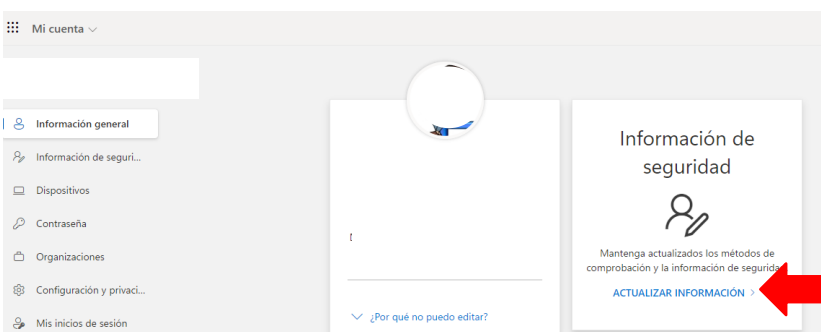 Mi cuenta
Información general
Información de seguri...
Dispositivos
Contraseña
Organizaciones
Configuración y privaci...
Mis inicios de sesión
¿Por qué no puedo editar?
Información de
seguridad
Mantenga actualizados los métodos de
comprobación y la información de segurida
ACTUALIZAR INFORMACIÓN